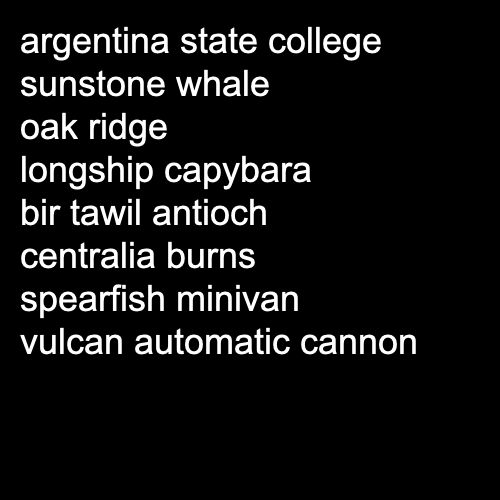 argentina state college
sunstone whale
oak ridge
longship capybara
bir tawil antioch
centralia burns
spearfish minivan
vulcan automatic cannon